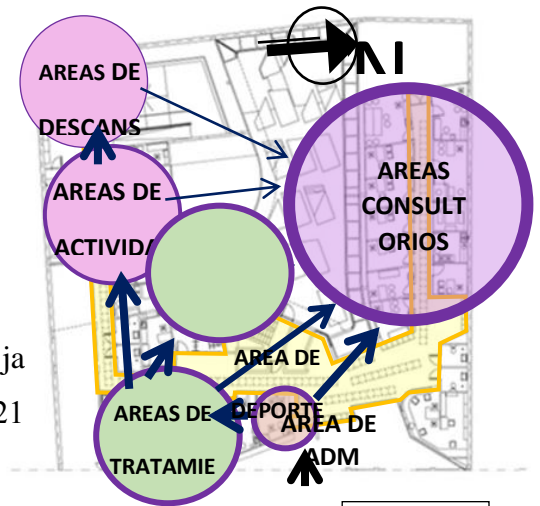 AREAS DE
DESCANS
AREAS DE
ACTIVIDA
AREAS
CONSULT
ORIOS
ja
21
AREA DE
DEPORTE
AREAS DE
TRATAMIE
AREA DE
ADM